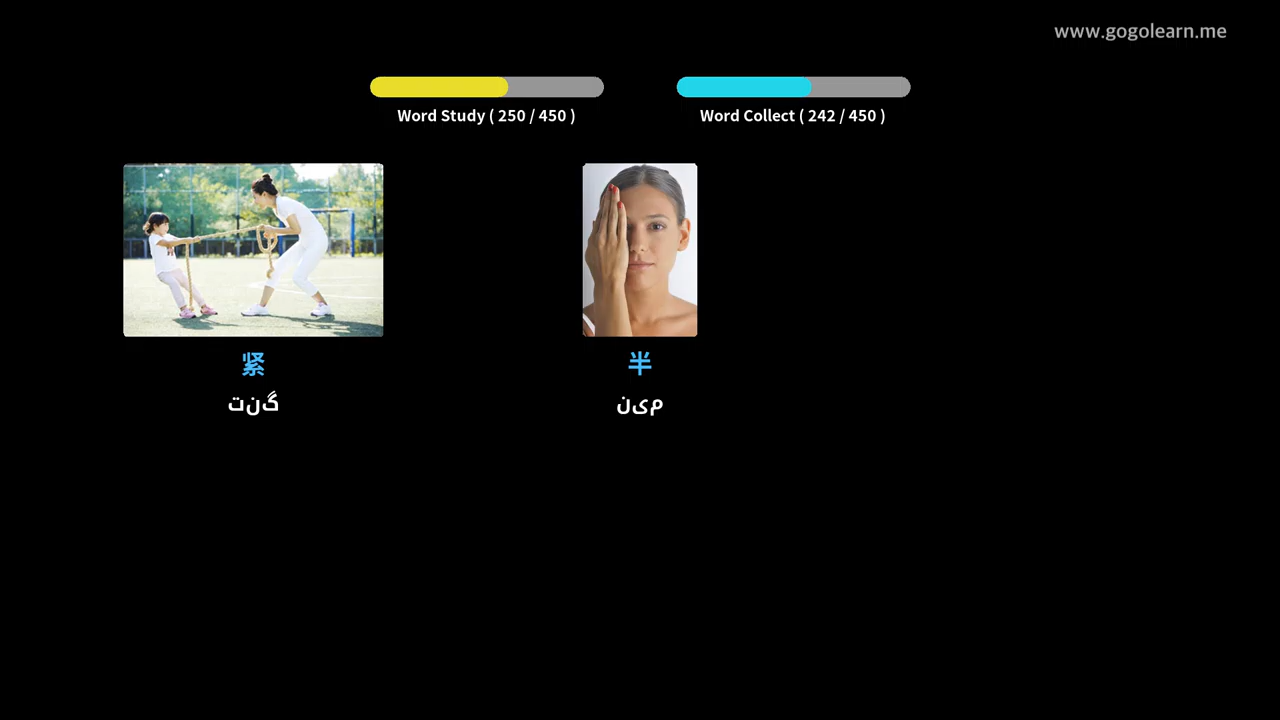 www.gogolearn.me
Word Study ( 250 / 450 )
Word Collect ( 242 / 450 )
紧
تنگ
半
نیم